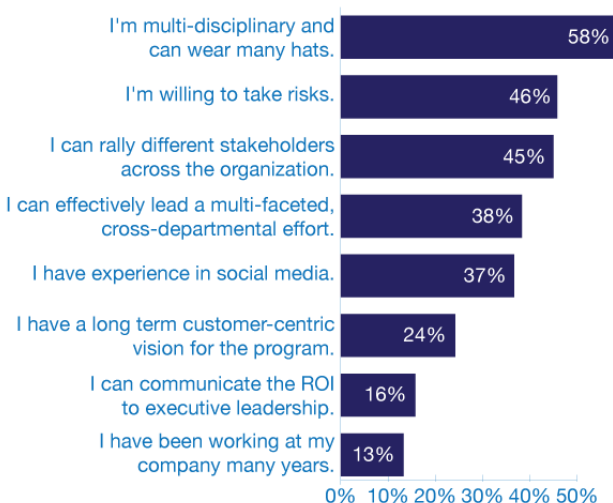 I'm multi-disciplinary and
can wear many hats.
58%
I'm willing to take risks.
46%
I can rally different stakeholders
across the organization.
45%
I can effectively lead a multi-faceted,
cross-departmental effort.
38%
I have experience in social media.
37%
I have a long term customer-centric
vision for the program.
24%
I can communicate the ROI
to executive leadership.
16%
I have been working at my
company many years.
13%
0% 10% 20% 30% 40% 50%